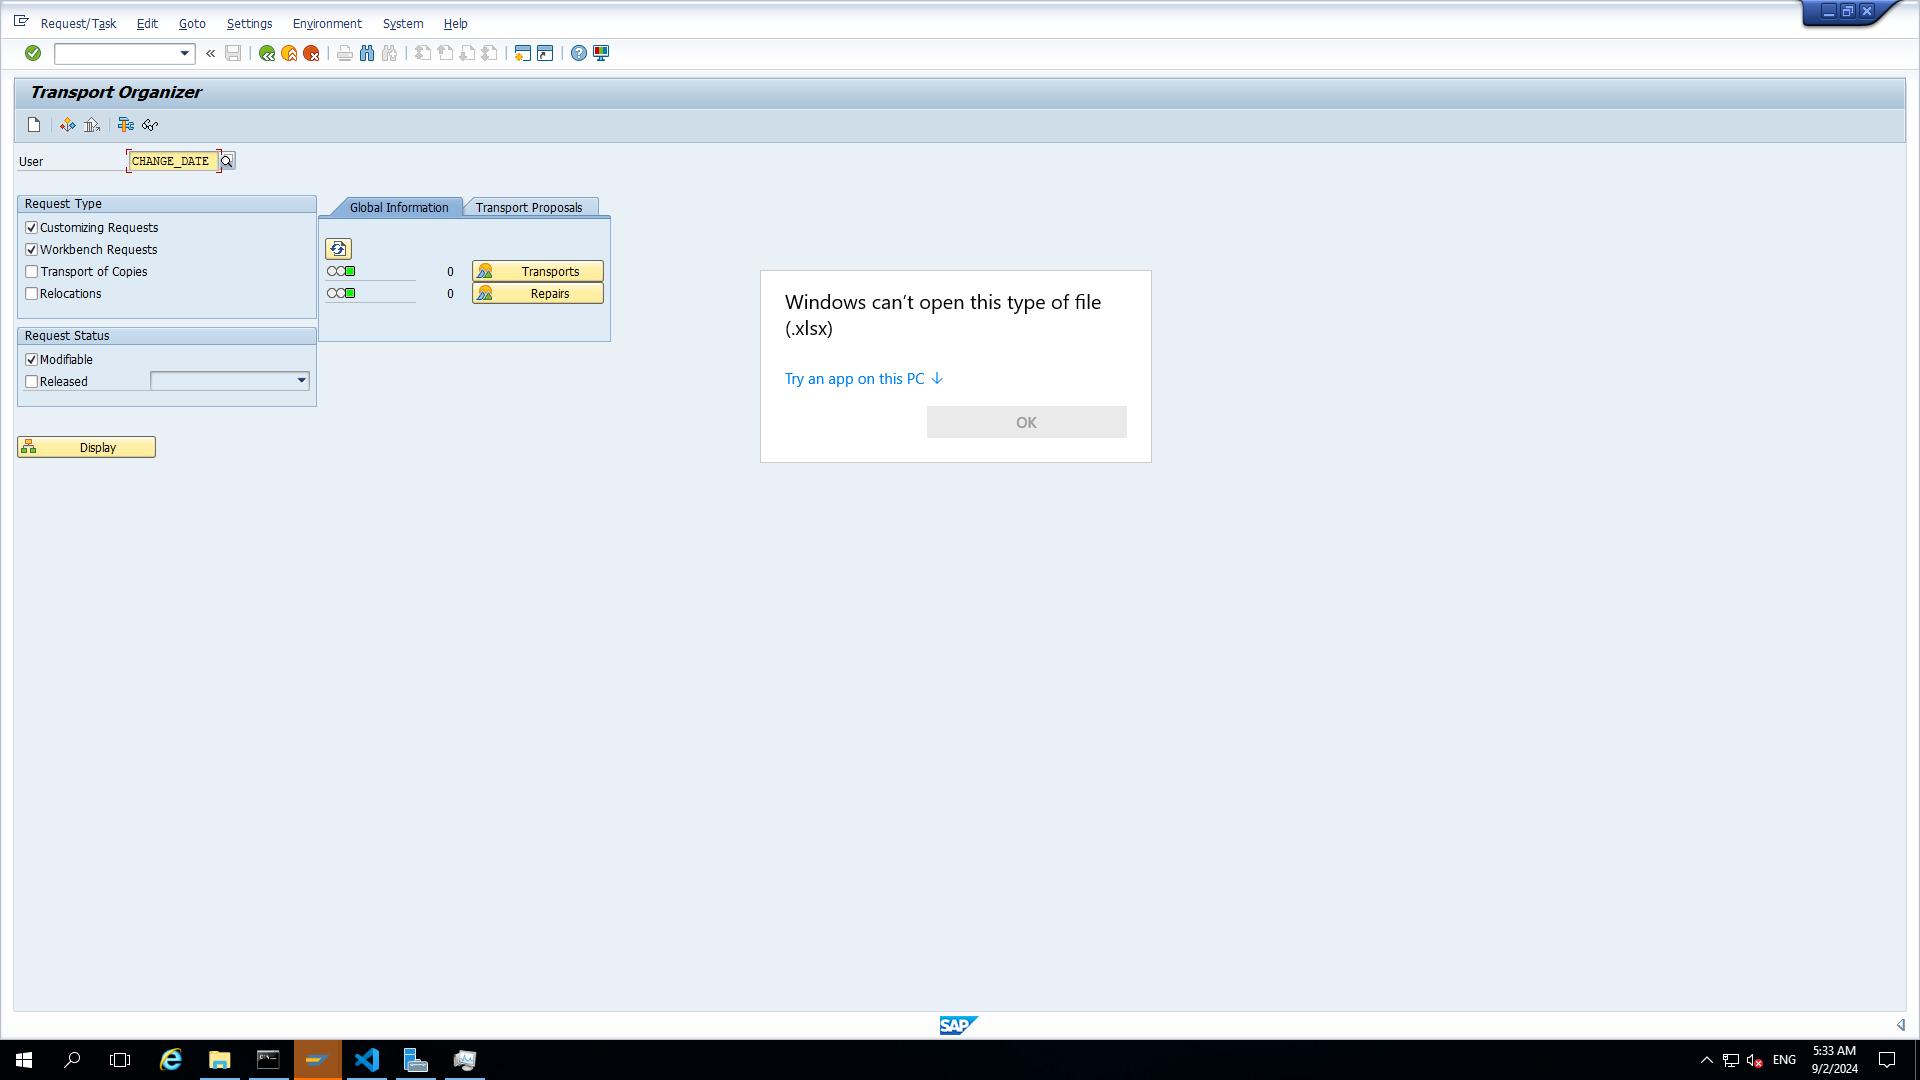 Request/Task Edit Goto Settings Environment System Help
Transport Organizer
User CHANGE_DATE
Request Type
Customizing Requests
Workbench Requests
Transport of Copies
Relocations
Global Information Transport Proposals
0 Transports
0 Repairs
Request Status
Modifiable
Released
Display
Windows can't open this type of file
(.xlsx)
Try an app on this PC ↓
OK
SAP
ENG
5:33 AM
9/2/2024